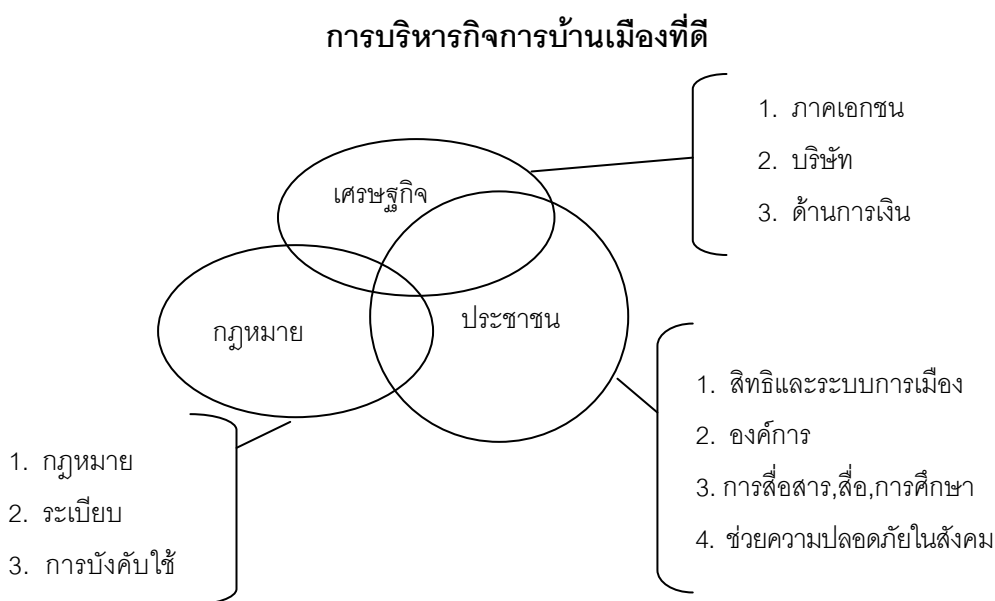 การบริหารกิจการบ้านเมืองที่ดี
1. ภาคเอกชน
2. บริษัท
3. ด้านการเงิน
เศรษฐกิจ
ประชาชน
กฎหมาย
1. สิทธิและระบบการเมือง
2. องค์การ
3. การสื่อสาร,สื่อ,การศึกษา
4. ช่วยความปลอดภัยในสังคม
1. กฎหมาย
2. ระเบียบ
3. การบังคับใช้